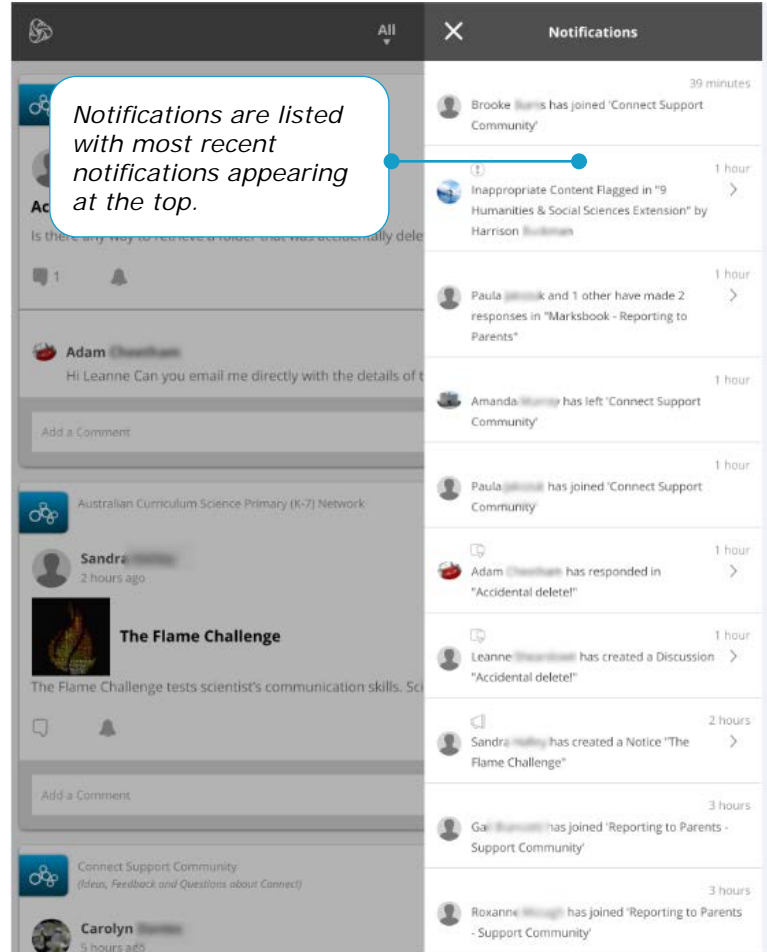 All
Notifications
Notifications are listed
with most recent
notifications appearing
at the top.
Ac
Is there any way to retrieve a folder that was accidentally dele
1
Adam
Hi Leanne Can you email me directly with the details of t
Add a Comment
Australian Curriculum Science Primary (K-7) Network
Sandra
2 hours ago
The Flame Challenge
The Flame Challenge tests scientist's communication skills. Sci
Add a Comment
Connect Support Community
(Ideas, Feedback and Questions about Connect)
Carolyn
5 hours ago
39 minutes
Brooke has joined 'Connect Support
Community'
1 hour
Inappropriate Content Flagged in "9
Humanities & Social Sciences Extension" by
Harrison
1 hour
Paula and 1 other have made 2
responses in "Marksbook - Reporting to
Parents"
1 hour
Amanda has left 'Connect Support
Community'
1 hour
Paula has joined 'Connect Support
Community'
1 hour
Adam has responded in
"Accidental delete!"
1 hour
Leanne has created a Discussion
"Accidental delete!"
2 hours
Sandra has created a Notice "The
Flame Challenge"
3 hours
has joined 'Reporting to Parents -
Support Community'
3 hours
Roxanne has joined 'Reporting to Parents
- Support Community'